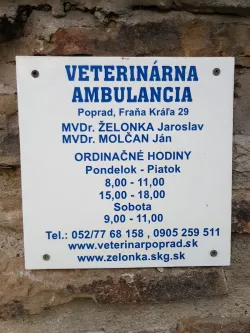 VETERINÁRNA
AMBULANCIA
Poprad, Fraňa Kráľa 29
MVDr. ŽELONKA Jaroslav
MVDr. MOLČAN Ján
ORDINAČNÉ HODINY
Pondelok - Piatok
8,00 - 11,00
15,00 - 18,00
Sobota
9,00 - 11,00
Tel.: 052/77 68 158 , 0905 259 511
www.veterinarpoprad.sk
www.zelonka.skg.sk